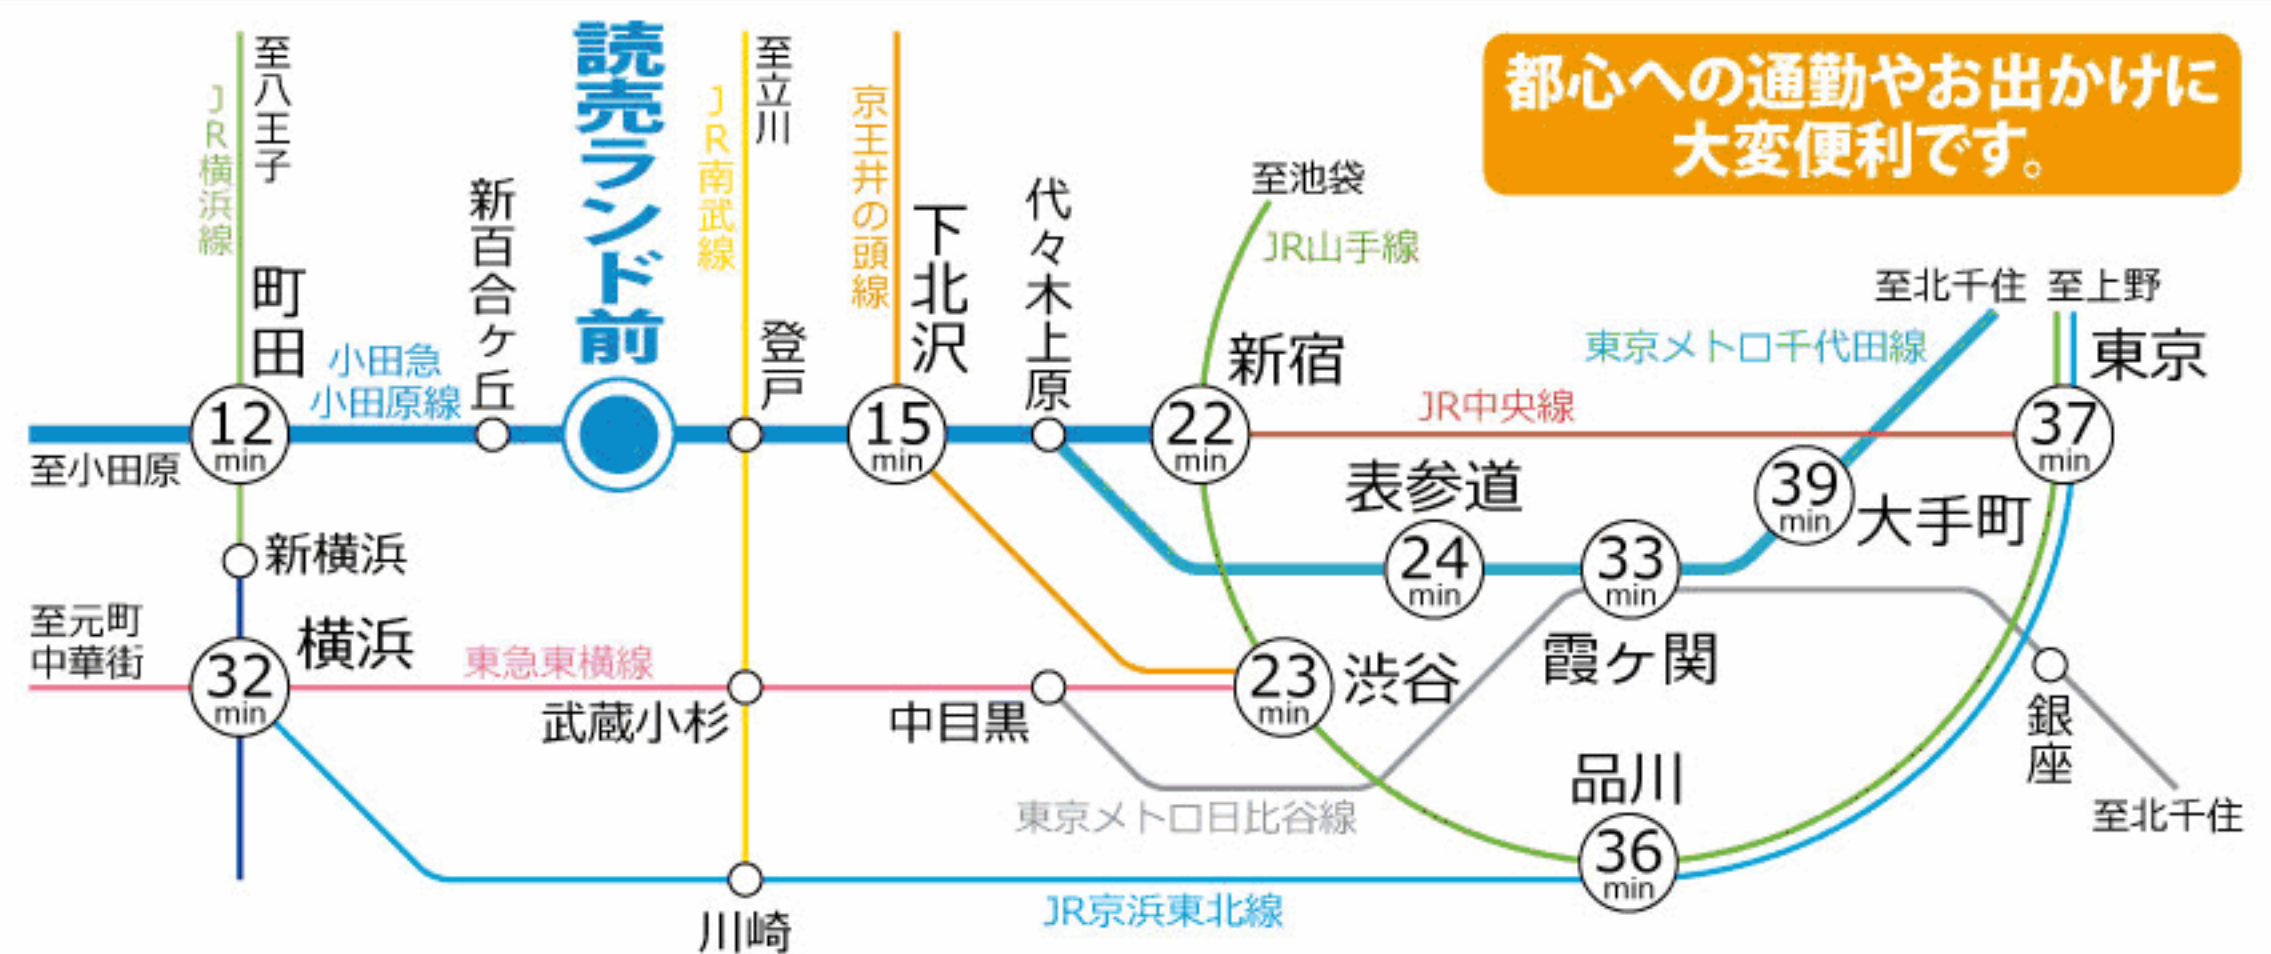 都心への通勤やお出かけに
大変便利です。
至八王子
JR横浜線
町田
小田急
小田原線
新百合ヶ丘
読売ランド前
至立川
JR南武線
登戸
京王井の頭線
下北沢
代々木上原
至池袋
JR山手線
新宿
JR中央線
東京メトロ千代田線
至北千住
至上野
東京
12
min
15
min
22
min
37
min
至小田原
表参道
24
min
33
min
霞ヶ関
39
min
大手町
新横浜
至元町
中華街
32
min
横浜
東急東横線
武蔵小杉
中目黒
23
min
渋谷
東京メトロ日比谷線
品川
36
min
銀座
至北千住
川崎
JR京浜東北線